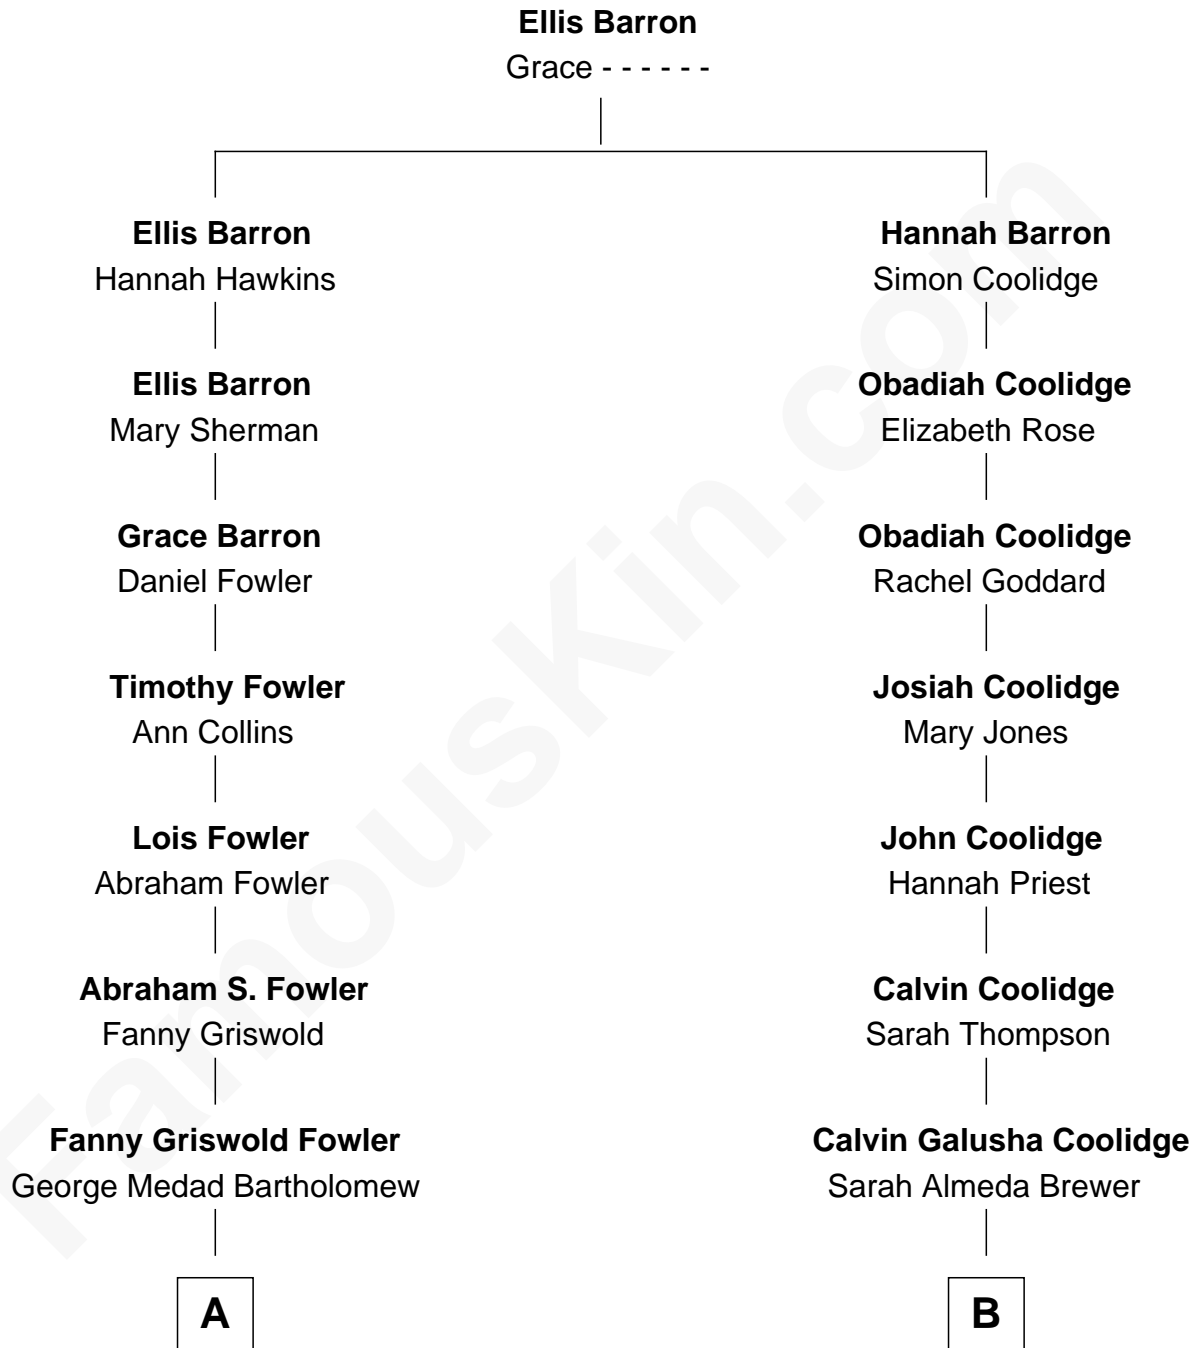 Ellis Barron
Grace - - - - - -
Ellis Barron
Hannah Hawkins
Hannah Barron
Simon Coolidge
Ellis Barron
Mary Sherman
Obadiah Coolidge
Elizabeth Rose
Grace Barron
Daniel Fowler
Obadiah Coolidge
Rachel Goddard
Timothy Fowler
Ann Collins
Josiah Coolidge
Mary Jones
Lois Fowler
Abraham Fowler
John Coolidge
Hannah Priest
Abraham S. Fowler
Fanny Griswold
Calvin Coolidge
Sarah Thompson
Fanny Griswold Fowler
George Medad Bartholomew
Calvin Galusha Coolidge
Sarah Almeda Brewer
A
B
FamousKin.com